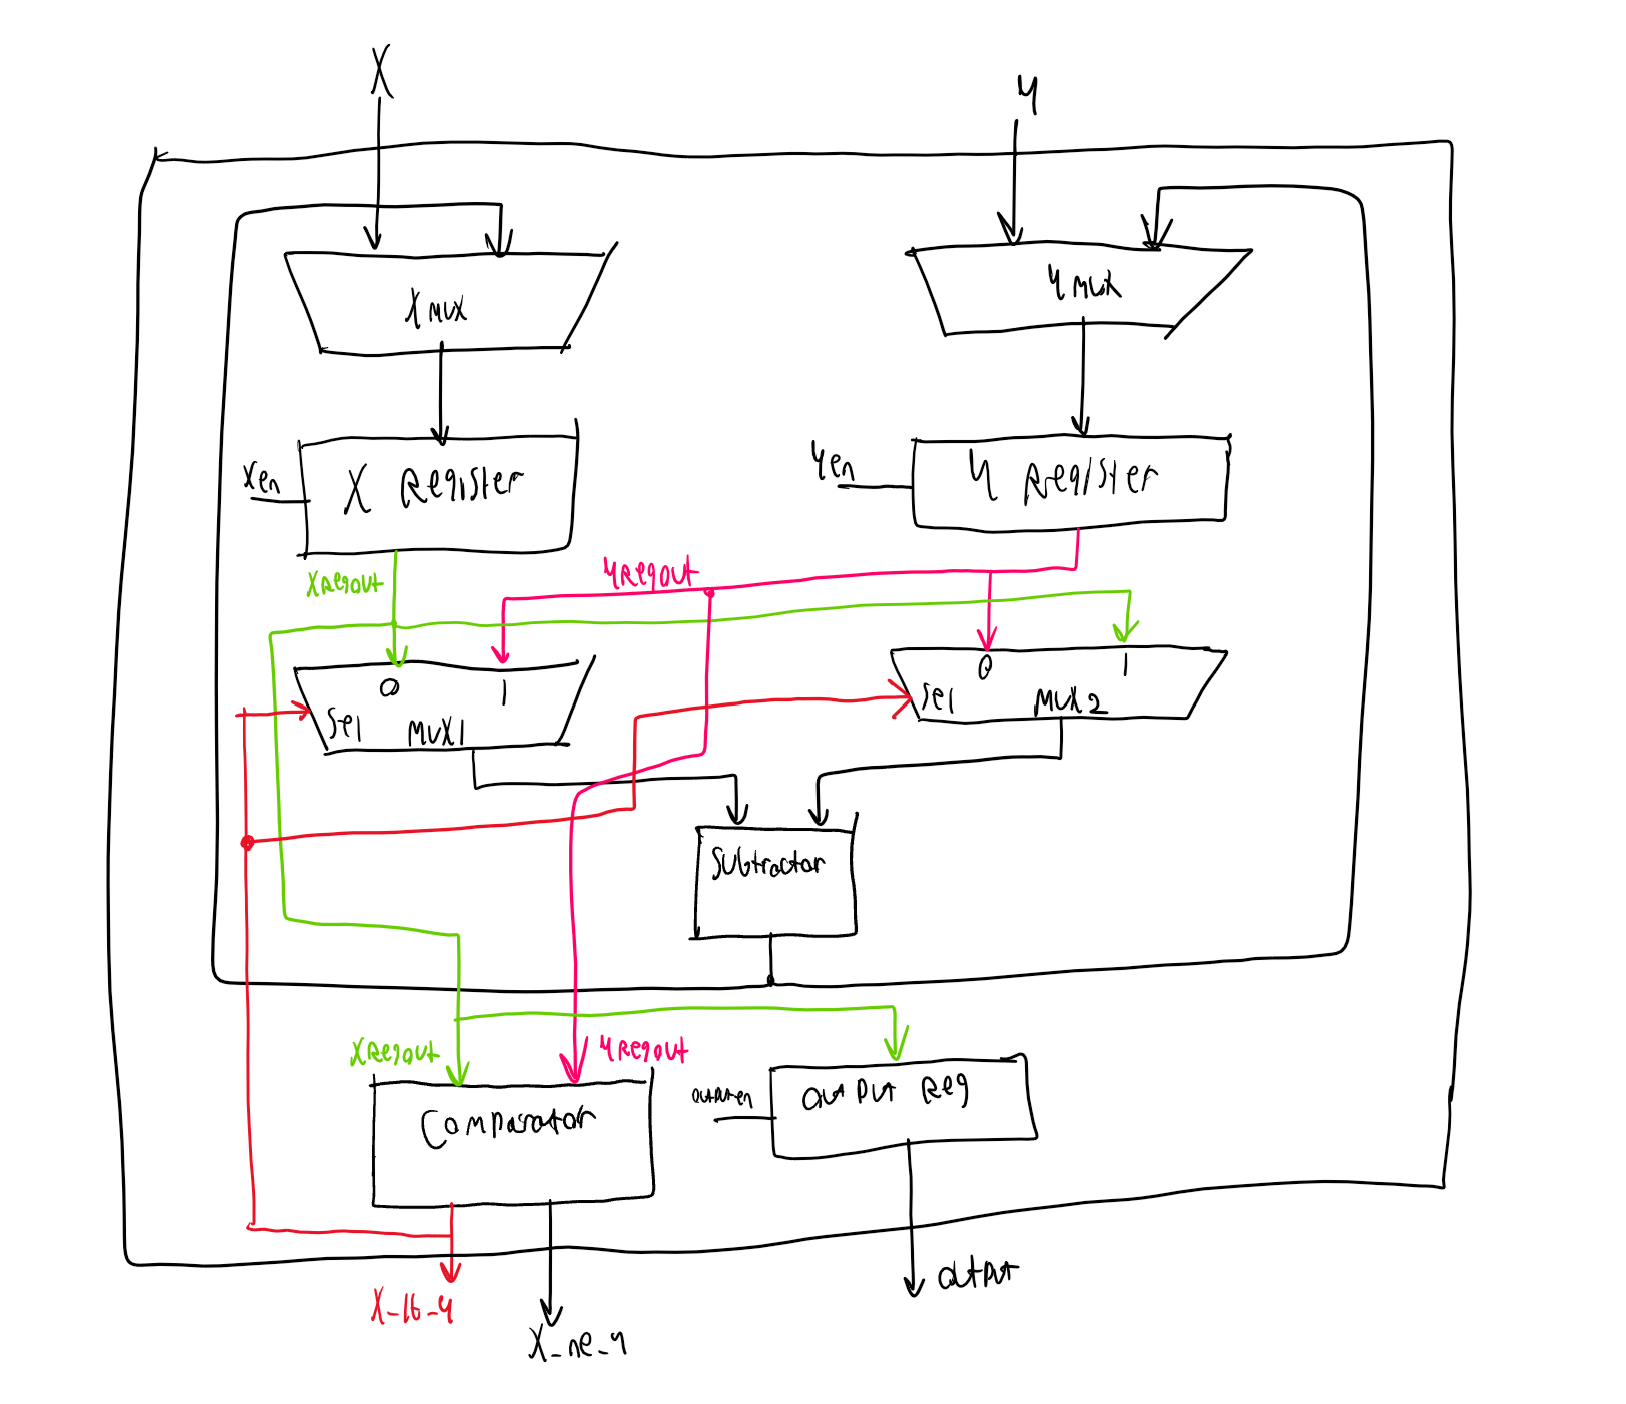 X
Y
X MUX
Y MUX
Xen
X Register
Yen
Y Register
XRegout
YRegout
0 1
Sel MUX1
0 1
Sel MUX2
Subtractor
XRegout
YRegout
Comparator
outputen
output Reg
X_lt_y
X_ne_y
output